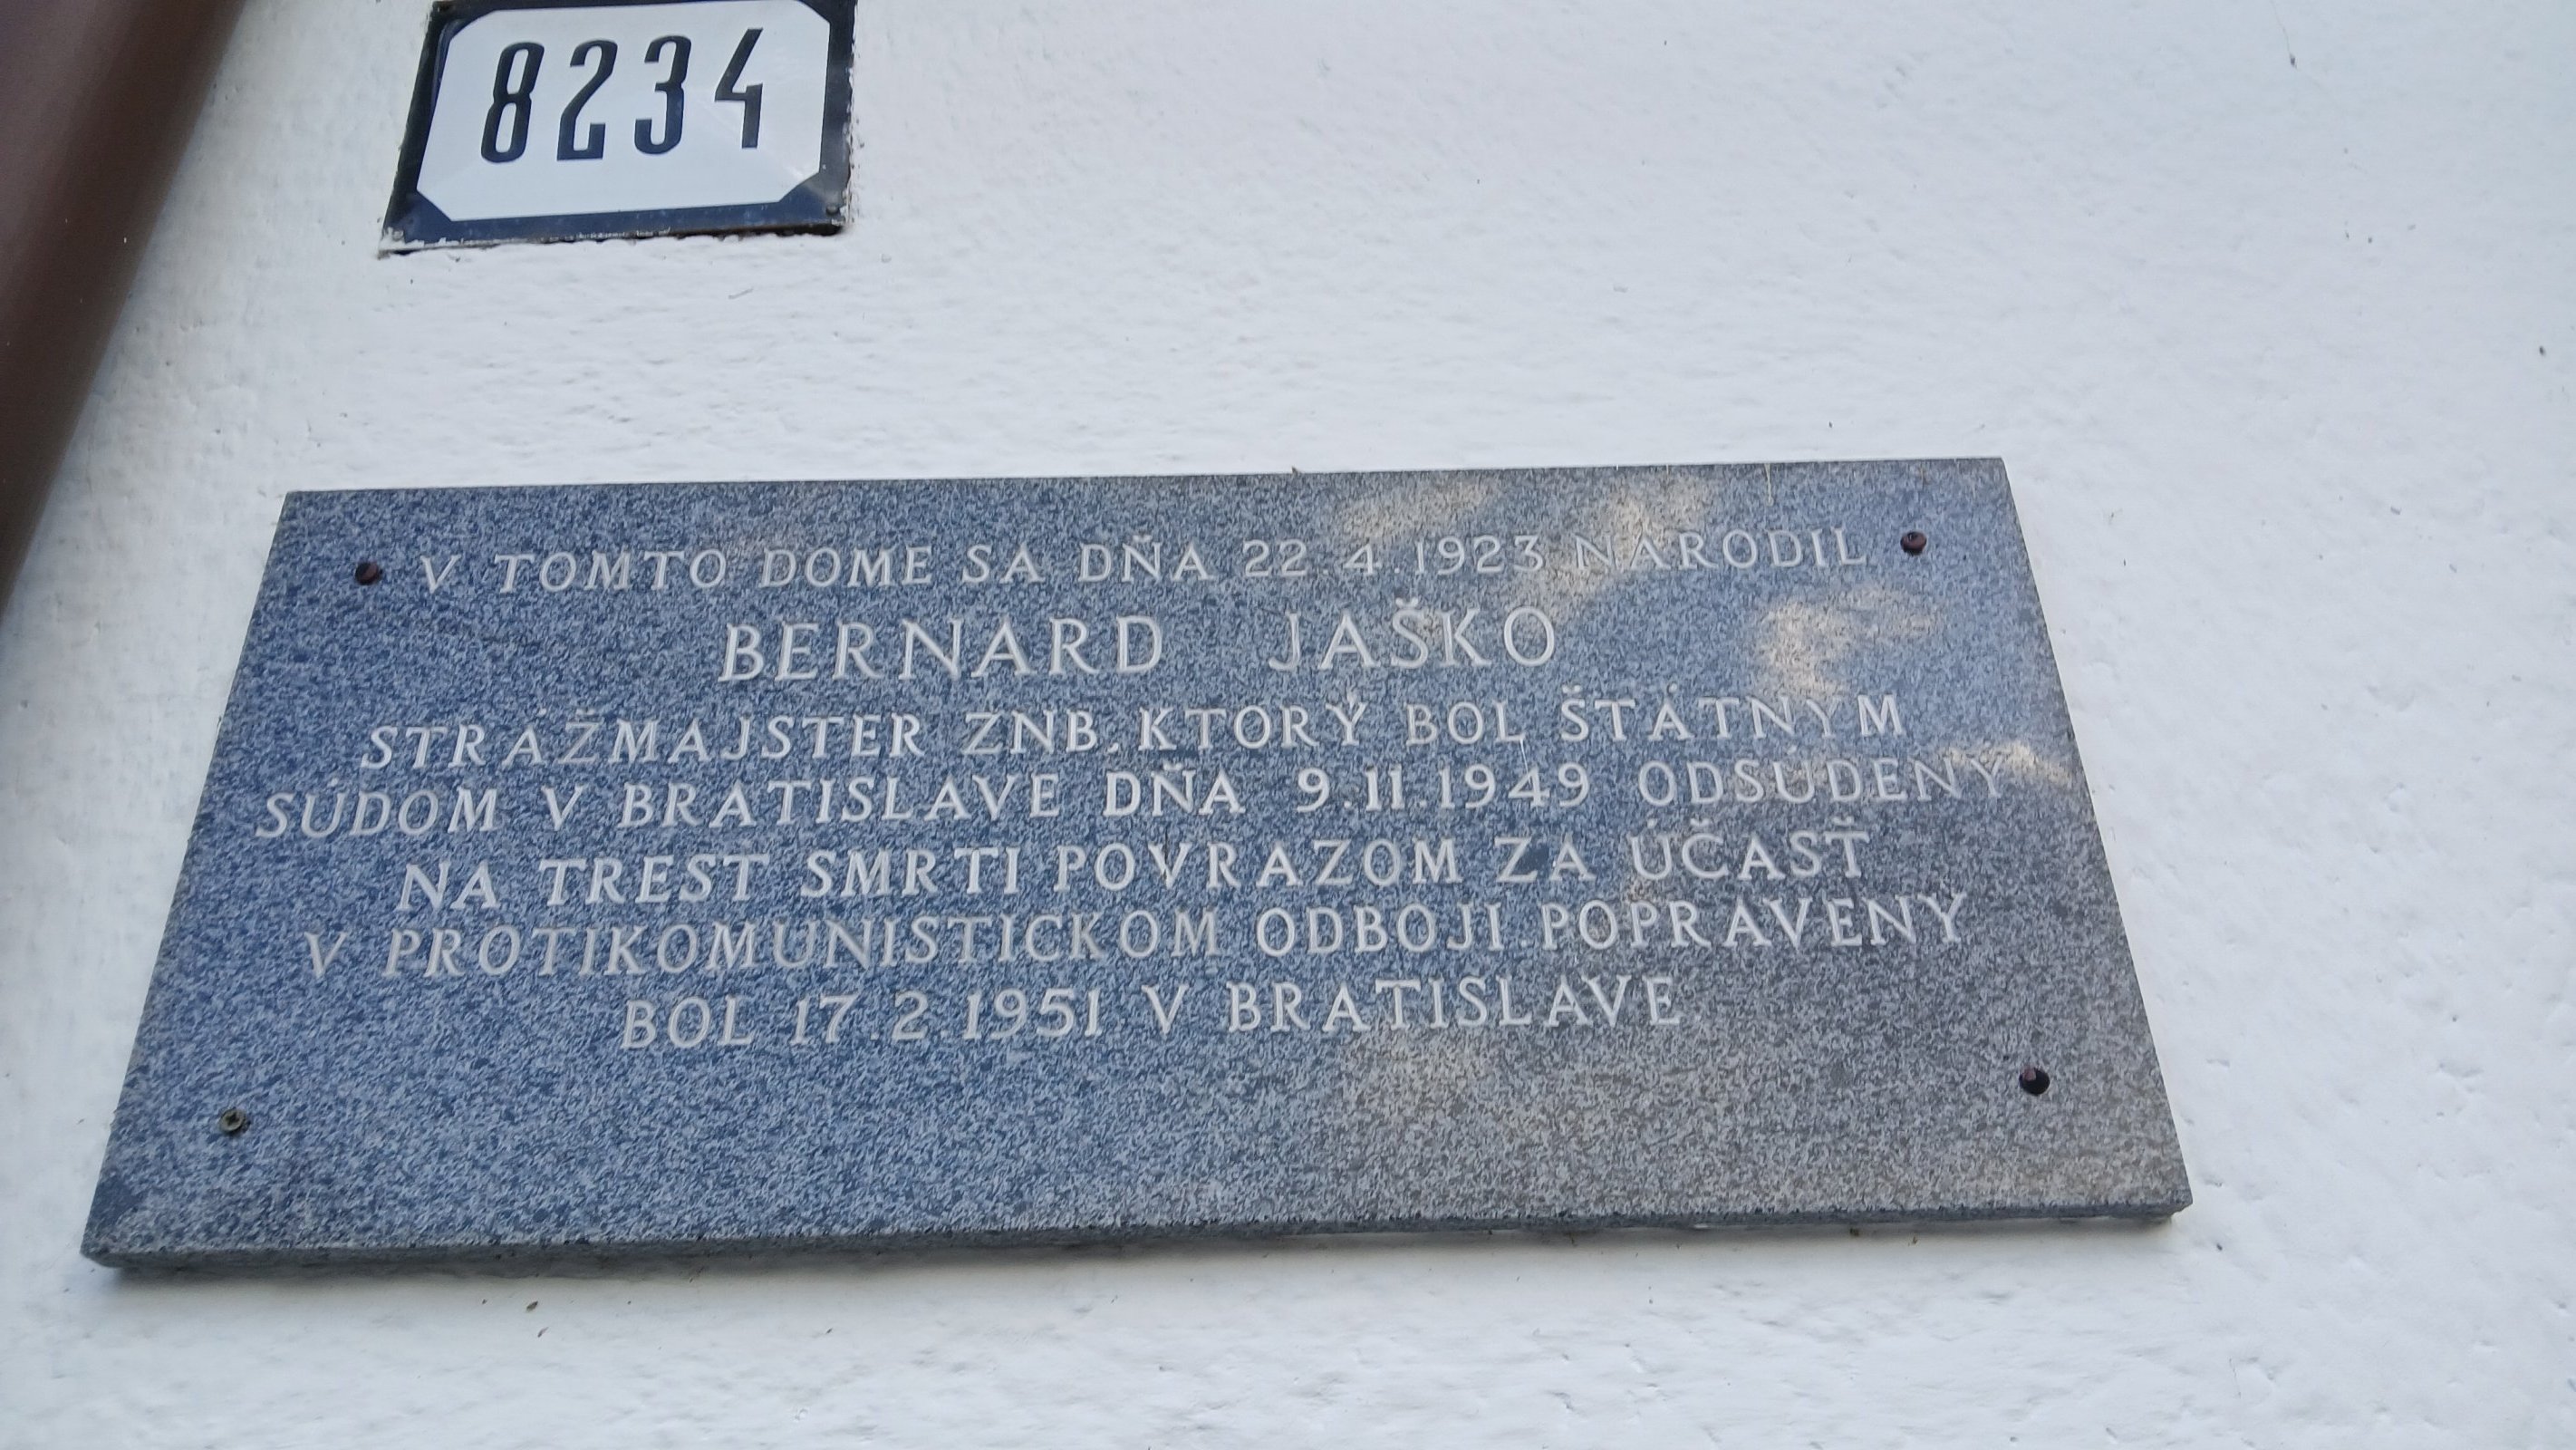 8234
V TOMTO DOME SA DŇA 22.4.1923 NARODIL
BERNARD JAŠKO
STRÁŽMAJSTER ZNB, KTORÝ BOL ŠTÁTNYM
SÚDOM V BRATISLAVE DŇA 9.11.1949 ODSÚDENÝ
NA TREST SMRTI POVRAZOM ZA ÚČASŤ
V PROTIKOMUNISTICKOM ODBOJI. POPRAVENÝ
BOL 17.2.1951 V BRATISLAVE